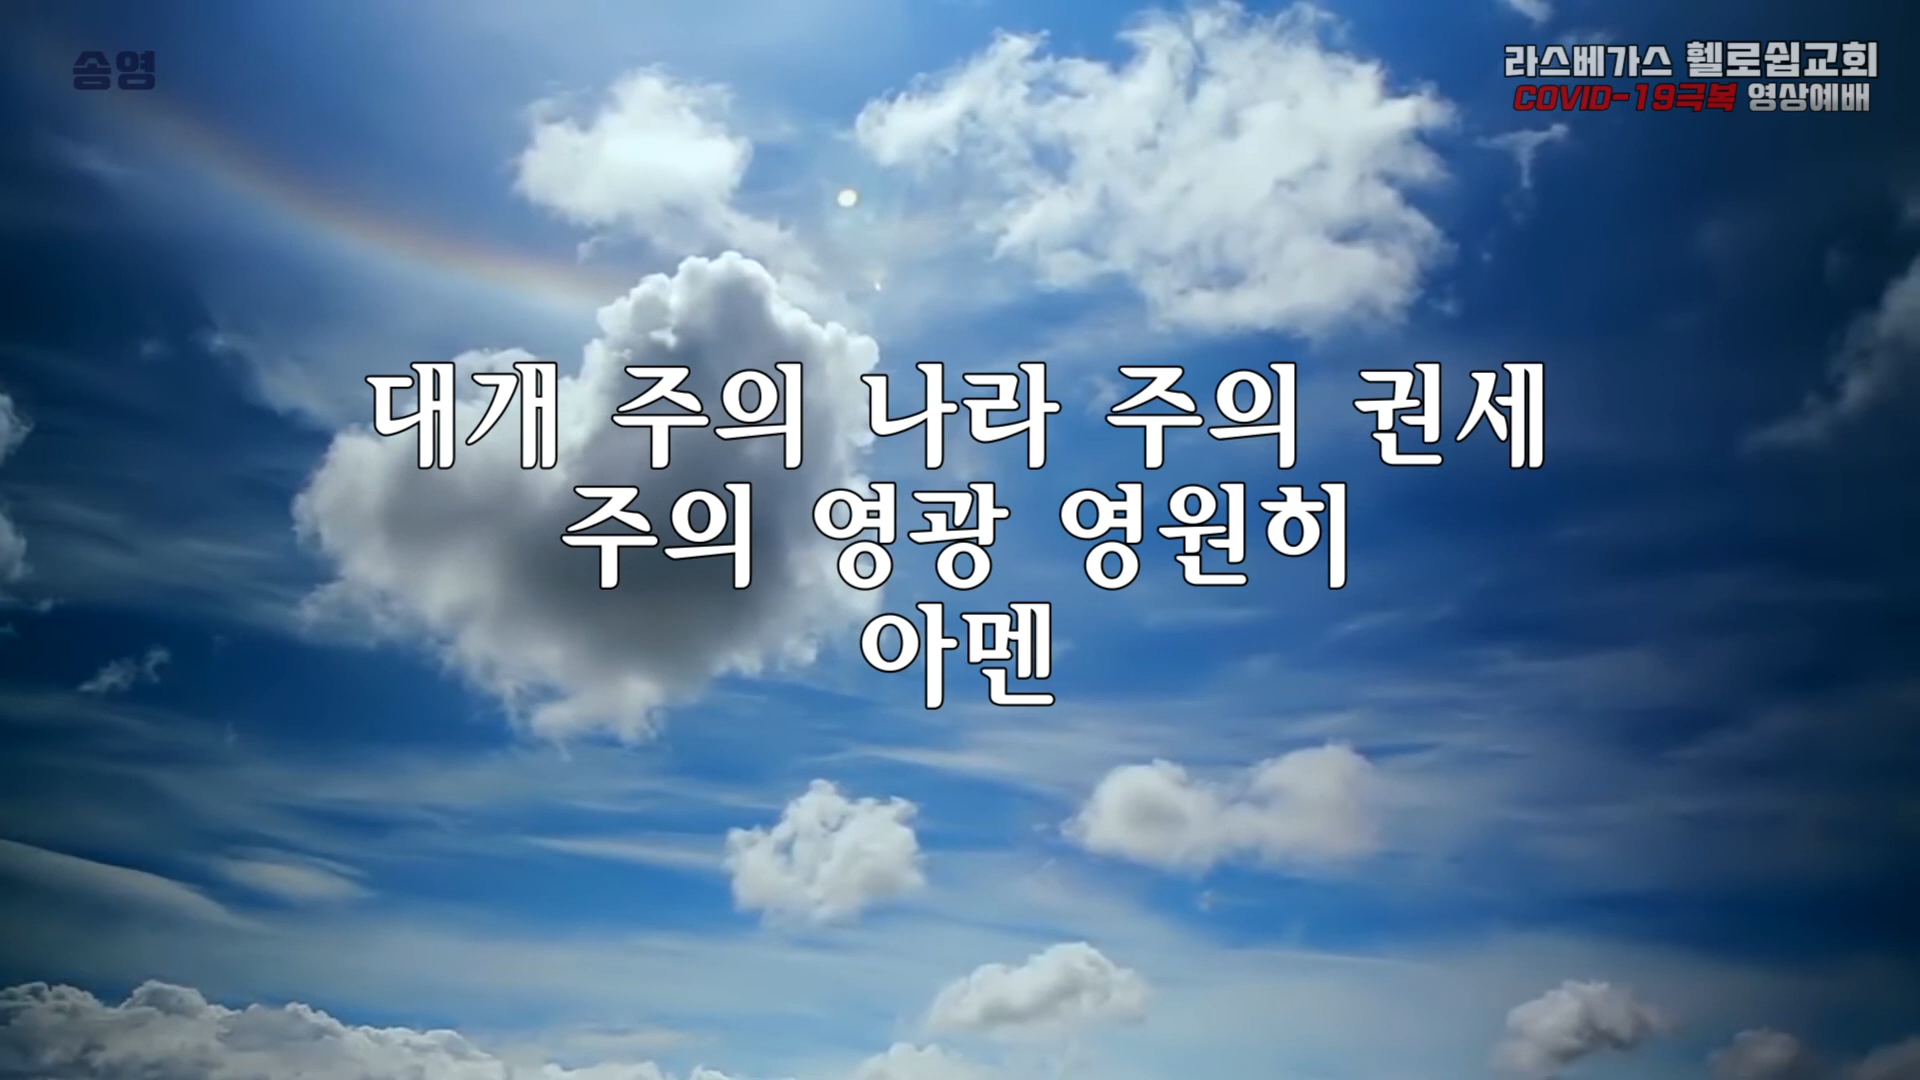 송영
라스베가스 휄로쉽교회
COVID-19극복 영상예배
대개 주의 나라 주의 권세
주의 영광 영원히
아멘